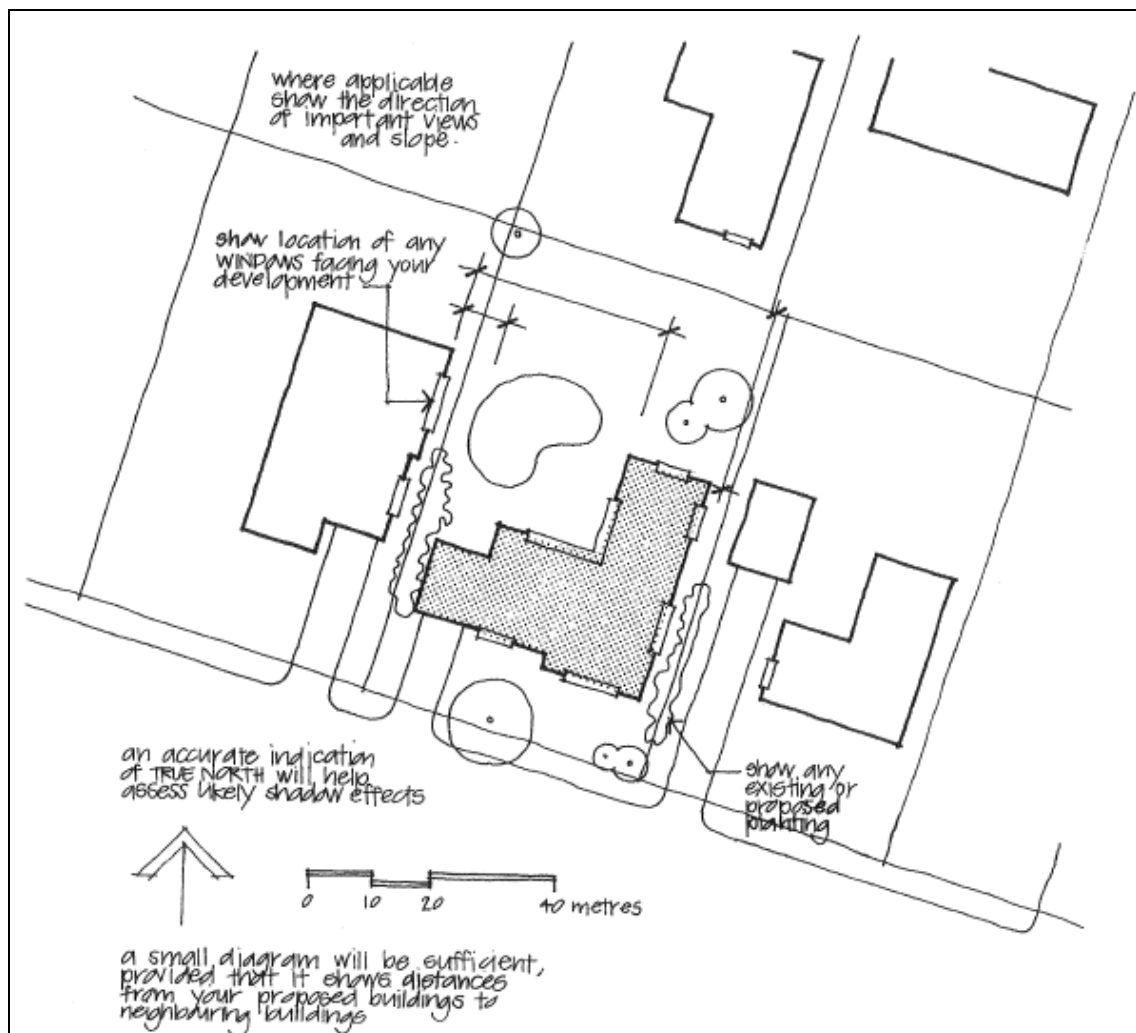 where applicable
show the direction
of important views
and slope.
show location of any
WINDOWS facing your
development
an accurate indication
of TRUE NORTH will help
assess likely shadow effects
show any
existing or
proposed
planting
0 10 20 40 metres
a small diagram will be sufficient,
provided that it shows distances
from your proposed buildings to
neighbouring buildings